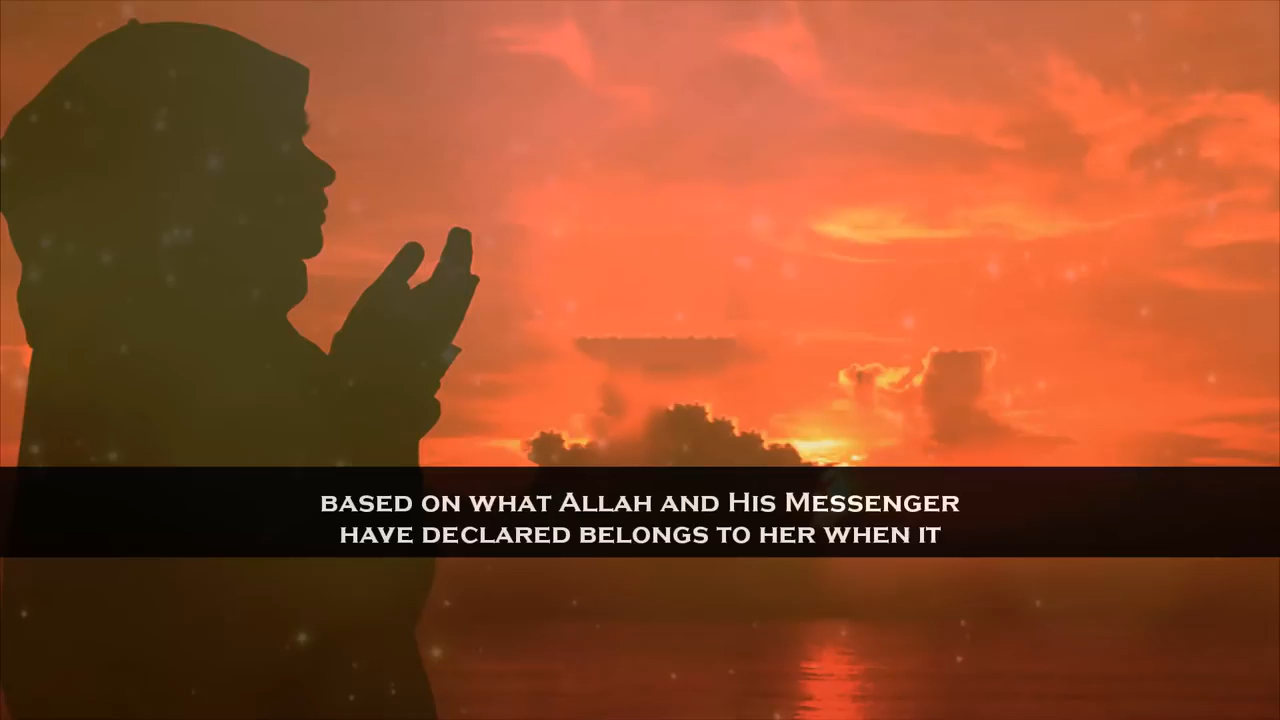 BASED ON WHAT ALLAH AND HIS MESSENGER
HAVE DECLARED BELONGS TO HER WHEN IT